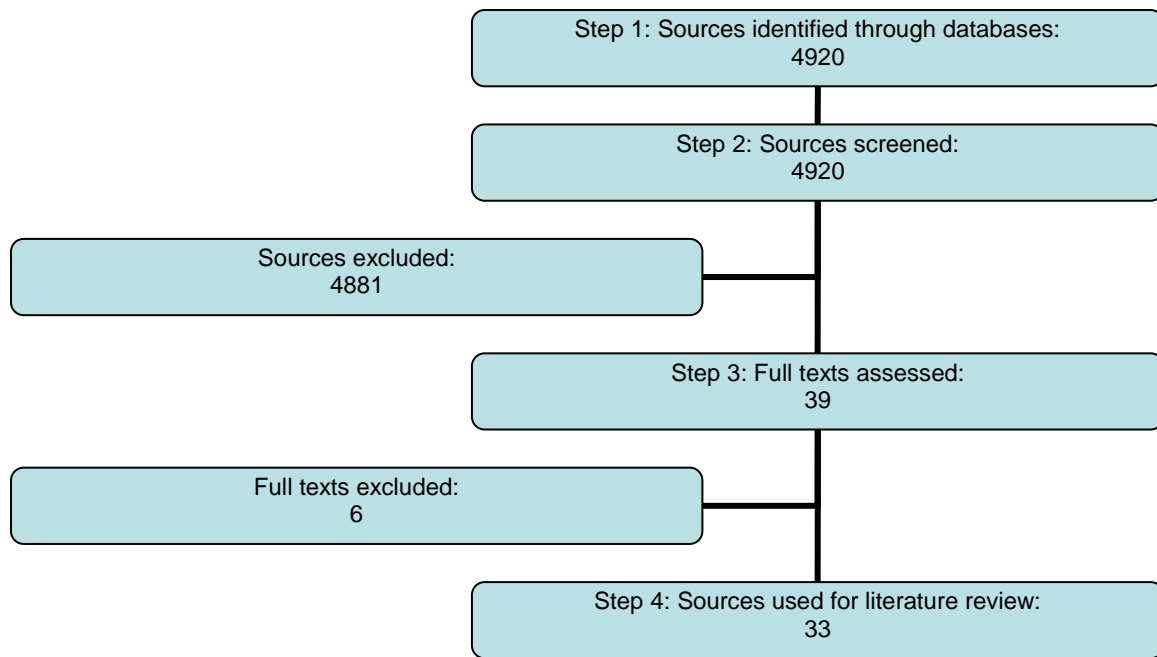 Step 1: Sources identified through databases:
4920
Step 2: Sources screened:
4920
Sources excluded:
4881
Step 3: Full texts assessed:
39
Full texts excluded:
6
Step 4: Sources used for literature review:
33